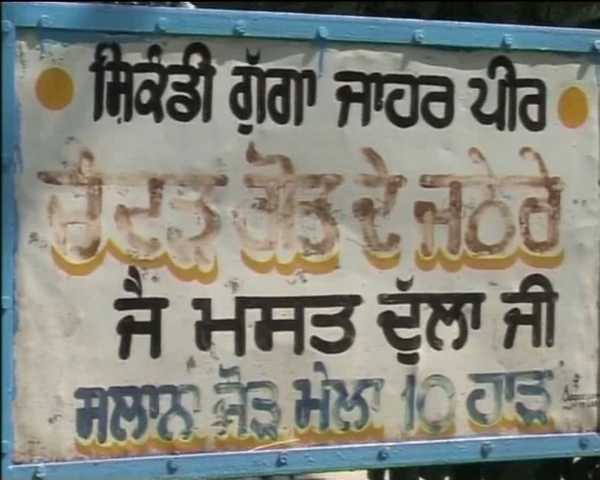 ਸ਼ਿਕੰਡੀ ਗੁੱਗਾ ਜਾਹਰ ਪੀਰ
ਗੋਤ ਦੇ ਜਠੇਰੇ
ਜੈ ਮਸਤ ਦੁੱਲਾ ਜੀ
ਸਲਾਨਾ ਜੋੜ ਮੇਲਾ 10 ਹਾੜ